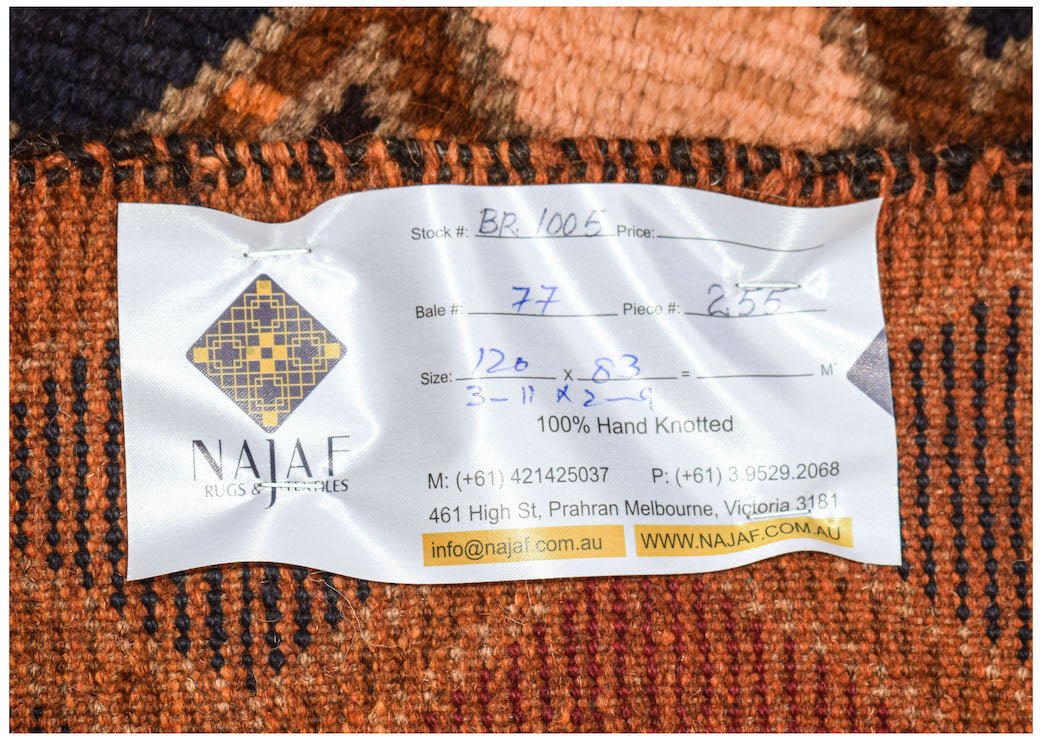 Stock #: BR. 1005 Price:
Bale #: 77 Piece #: 255
Size: 120 x 83 = M²
3-11 x 2-9
100% Hand Knotted
NAJAF
RUGS & TEXTILES
M: (+61) 421425037 P: (+61) 3.9529.2068
461 High St, Prahran Melbourne, Victoria 3181
info@najaf.com.au WWW.NAJAF.COM.AU